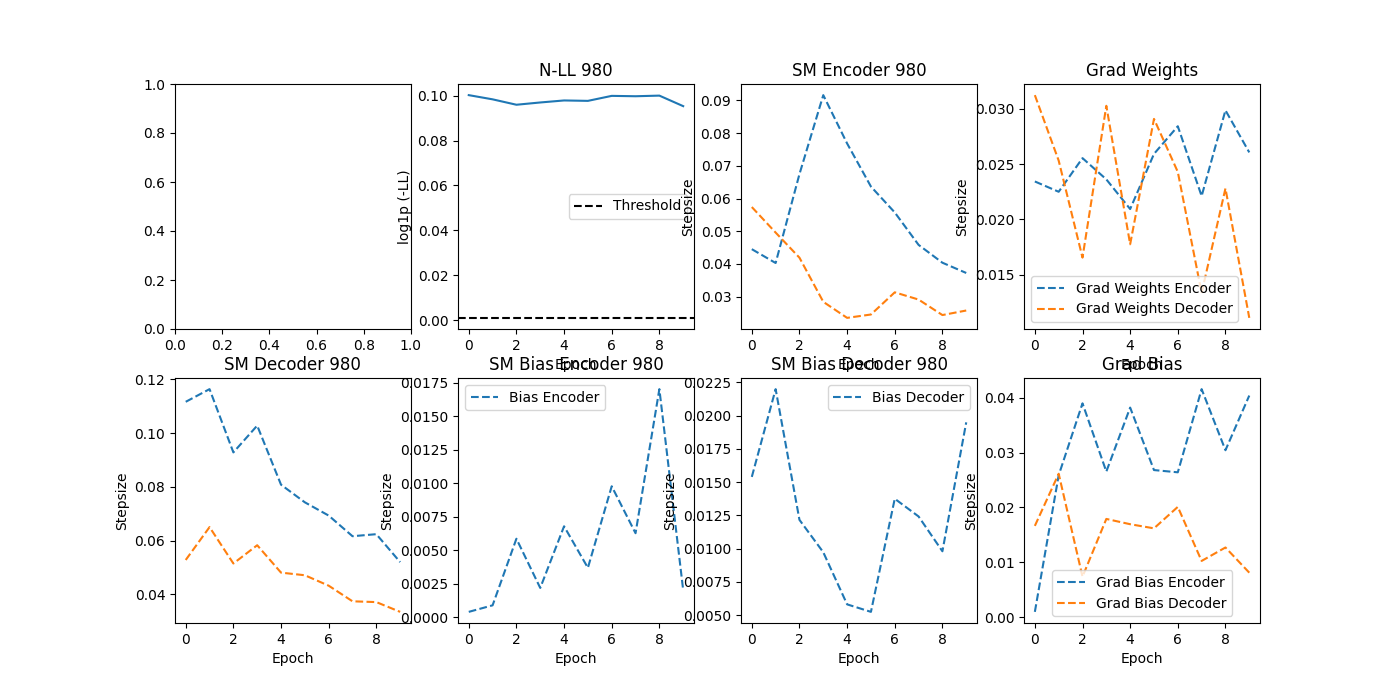 N-LL 980
SM Encoder 980
Grad Weights
1.0
0.8
0.6
0.4
0.2
0.0
0.0 0.2 0.4 0.6 0.8 1.0
log1p (-LL)
0.10
0.08
0.06
0.04
0.02
0.00
Threshold
0 2 4 6 8
Epoch
Stepsize
0.09
0.08
0.07
0.06
0.05
0.04
0.03
0 2 4 6 8
Epoch
Stepsize
0.030
0.025
0.020
0.015
Grad Weights Encoder
Grad Weights Decoder
0 2 4 6 8
Epoch
SM Decoder 980
SM Bias Encoder 980
SM Bias Decoder 980
Grad Bias
Stepsize
0.12
0.10
0.08
0.06
0.04
0 2 4 6 8
Epoch
Stepsize
0.0175
0.0150
0.0125
0.0100
0.0075
0.0050
0.0025
0.0000
Bias Encoder
0 2 4 6 8
Epoch
Stepsize
0.0225
0.0200
0.0175
0.0150
0.0125
0.0100
0.0075
0.0050
Bias Decoder
0 2 4 6 8
Epoch
Stepsize
0.04
0.03
0.02
0.01
0.00
Grad Bias Encoder
Grad Bias Decoder
0 2 4 6 8
Epoch